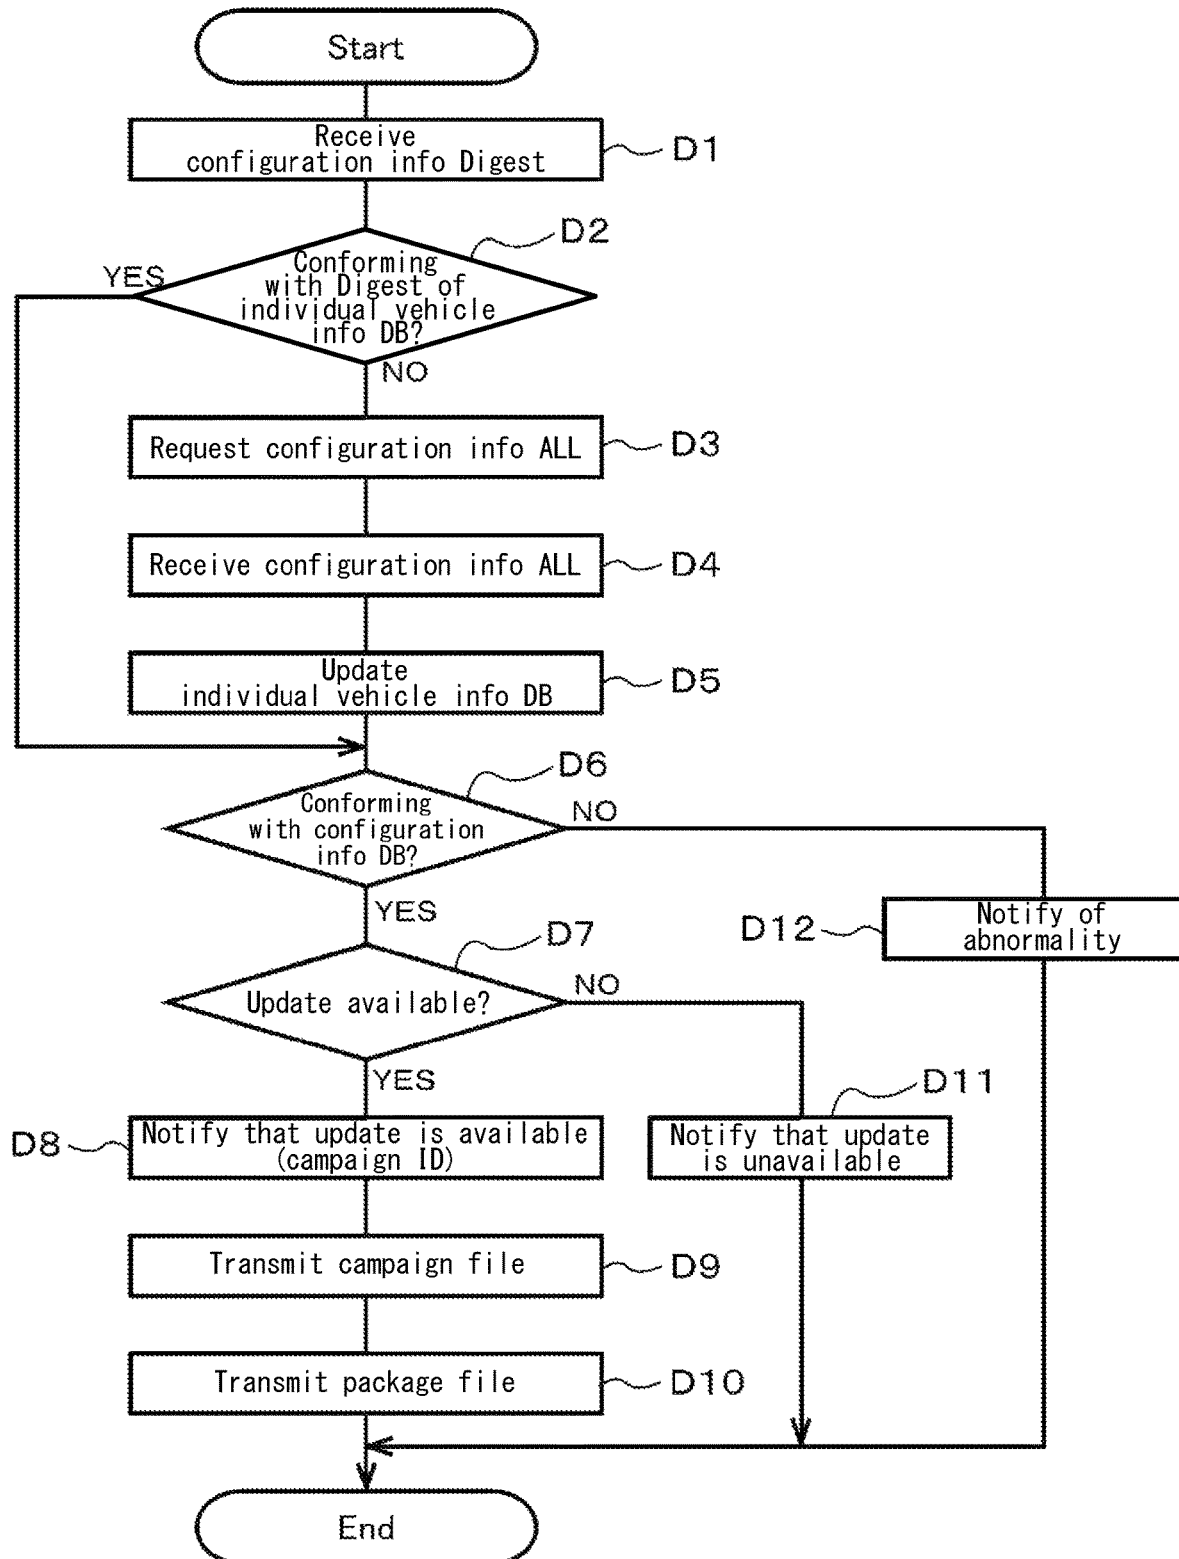 Start
Receive
configuration info Digest
D1
D2
YES
Conforming
with Digest of
individual vehicle
info DB?
NO
Request configuration info ALL
D3
Receive configuration info ALL
D4
Update
individual vehicle info DB
D5
D6
Conforming
with configuration
info DB?
NO
YES
D12
Notify of
abnormality
D7
Update available?
NO
YES
D11
D8
Notify that update is available
(campaign ID)
Notify that update
is unavailable
Transmit campaign file
D9
Transmit package file
D10
End